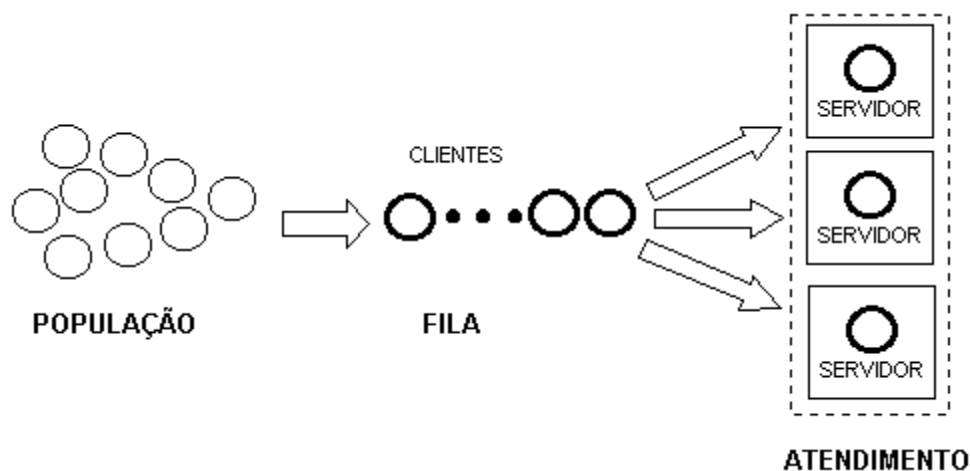 CLIENTES
SERVIDOR
SERVIDOR
SERVIDOR
POPULAÇÃO
FILA
ATENDIMENTO